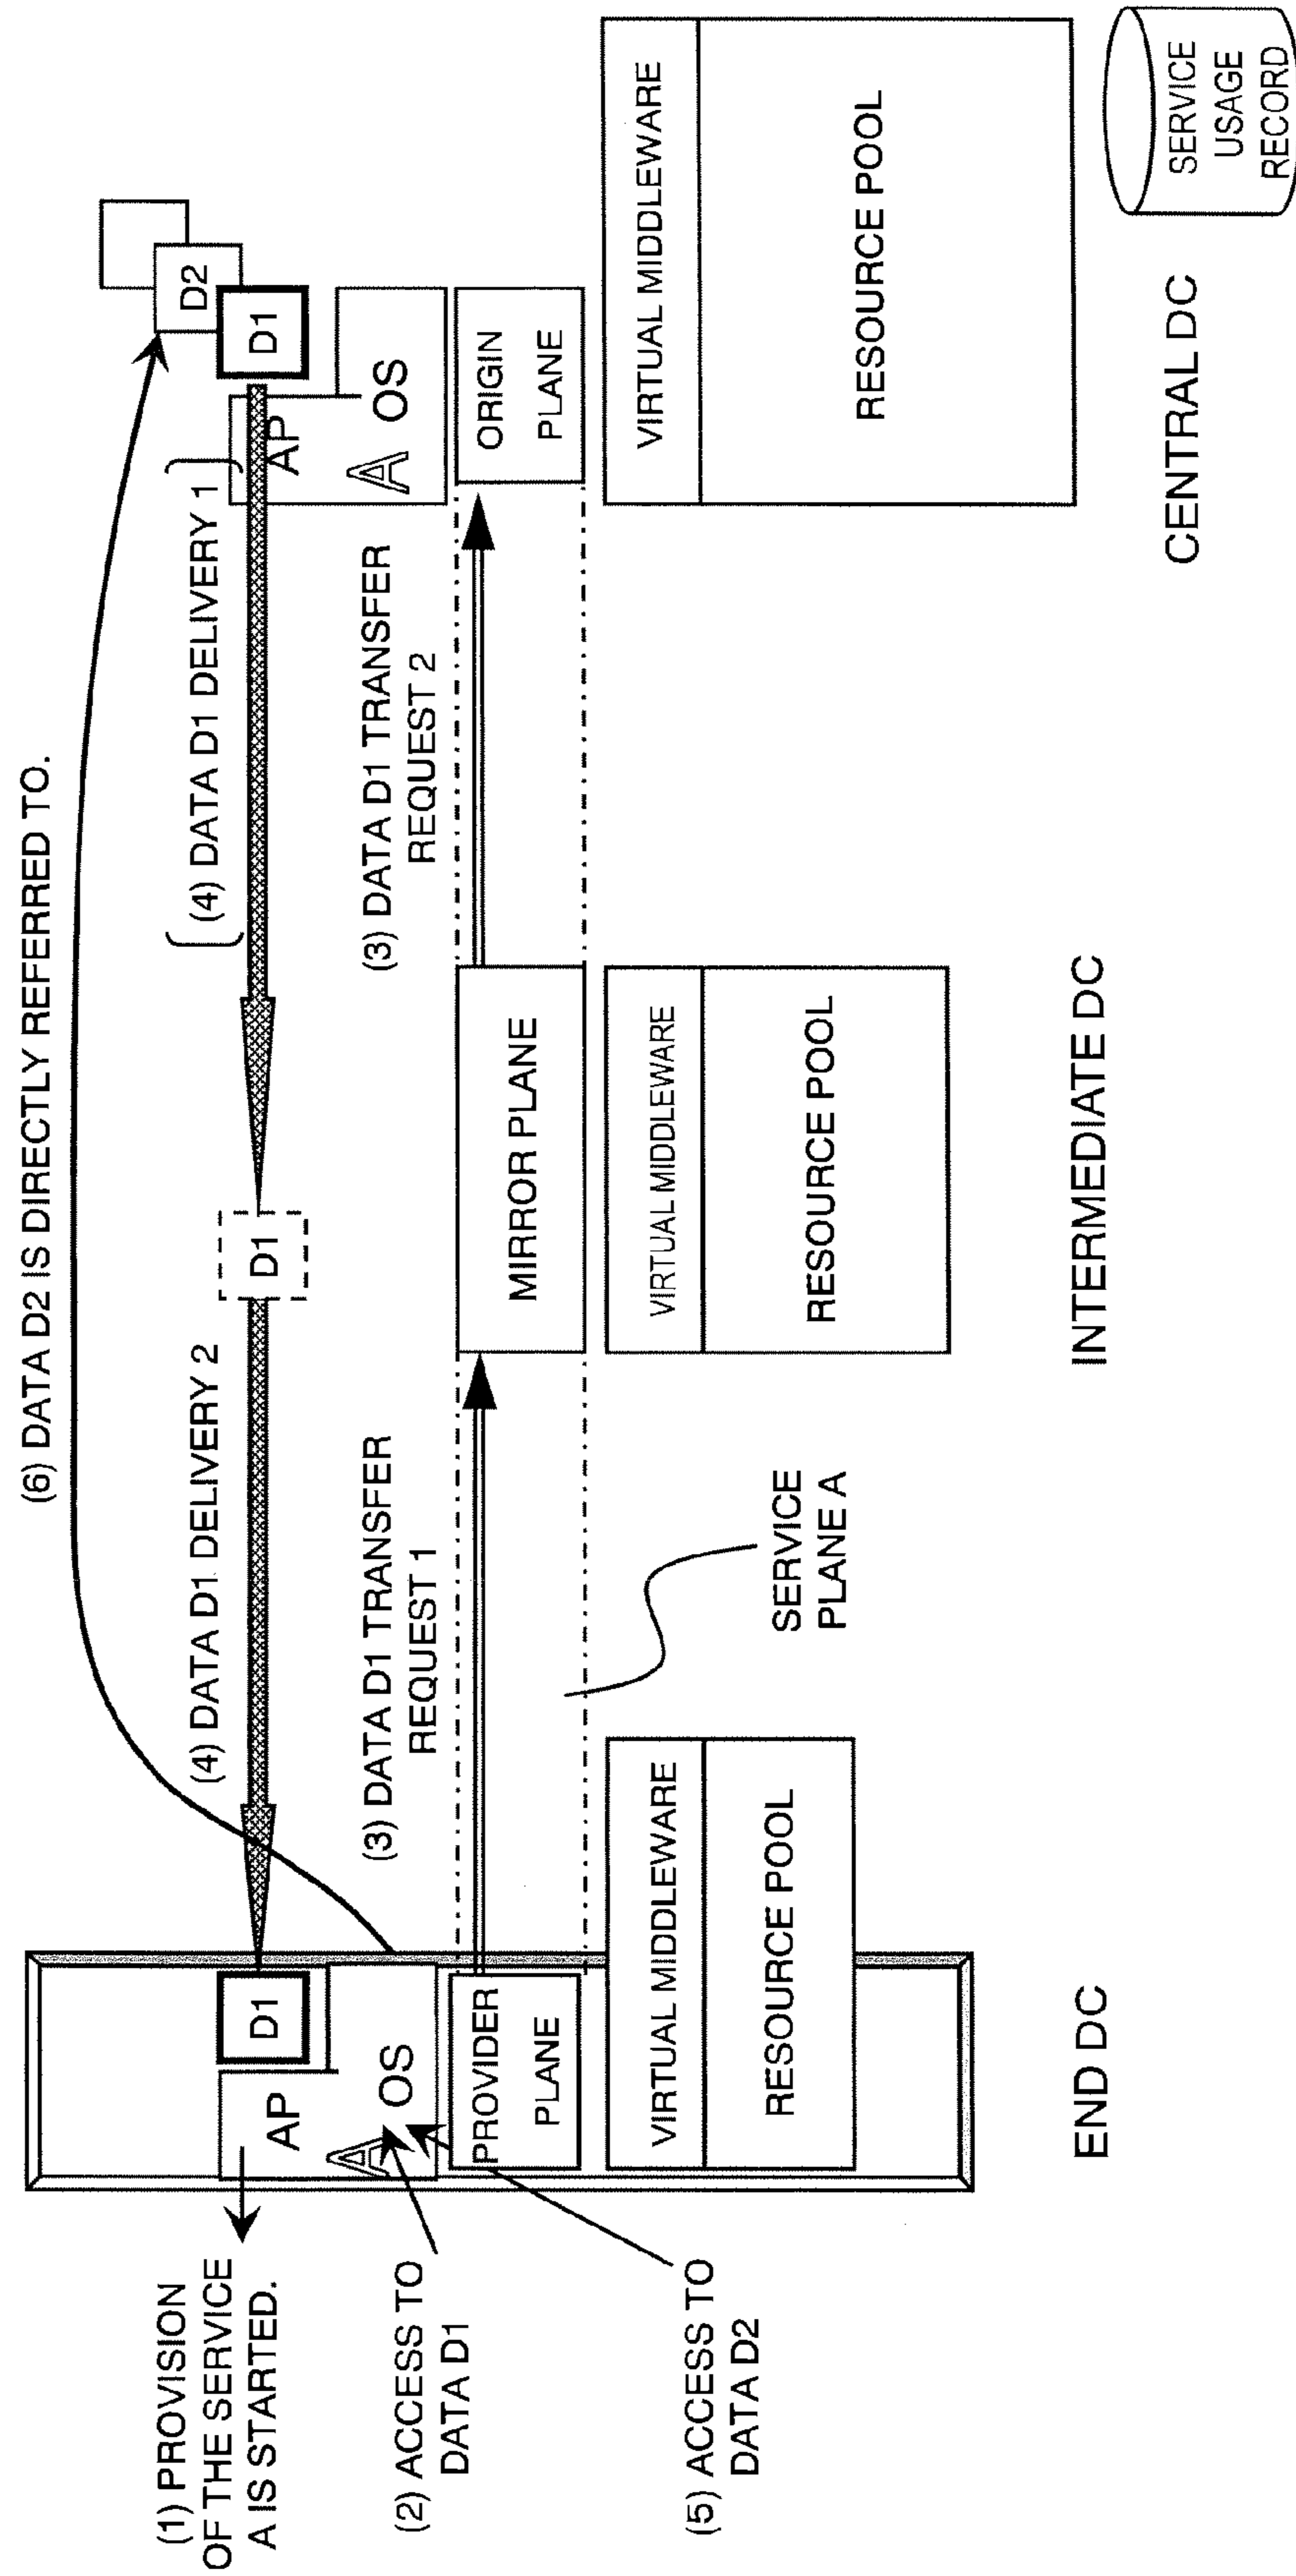 (6) DATA D2 IS DIRECTLY REFERRED TO.
(1) PROVISION
OF THE SERVICE
A IS STARTED.
(4) DATA D1 DELIVERY 2
(4) DATA D1 DELIVERY 1
D1
D1
D1
D2
AP
A
OS
AP
A
OS
(2) ACCESS TO
DATA D1
(3) DATA D1 TRANSFER
REQUEST 1
(3) DATA D1 TRANSFER
REQUEST 2
PROVIDER
PLANE
MIRROR PLANE
ORIGIN
PLANE
(5) ACCESS TO
DATA D2
SERVICE
PLANE A
VIRTUAL MIDDLEWARE
RESOURCE POOL
VIRTUAL MIDDLEWARE
RESOURCE POOL
VIRTUAL MIDDLEWARE
RESOURCE POOL
END DC
INTERMEDIATE DC
CENTRAL DC
SERVICE
USAGE
RECORD